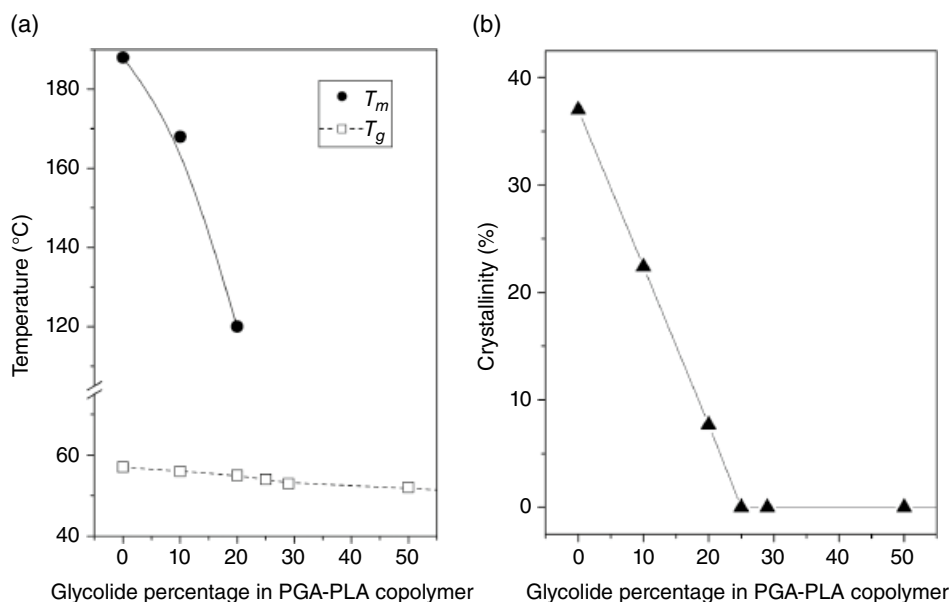 (a)
Temperature (°C)
180
160
140
120
60
40
0 10 20 30 40 50
Glycolide percentage in PGA-PLA copolymer
Tm
Tg
(b)
Crystallinity (%)
40
30
20
10
0
0 10 20 30 40 50
Glycolide percentage in PGA-PLA copolymer